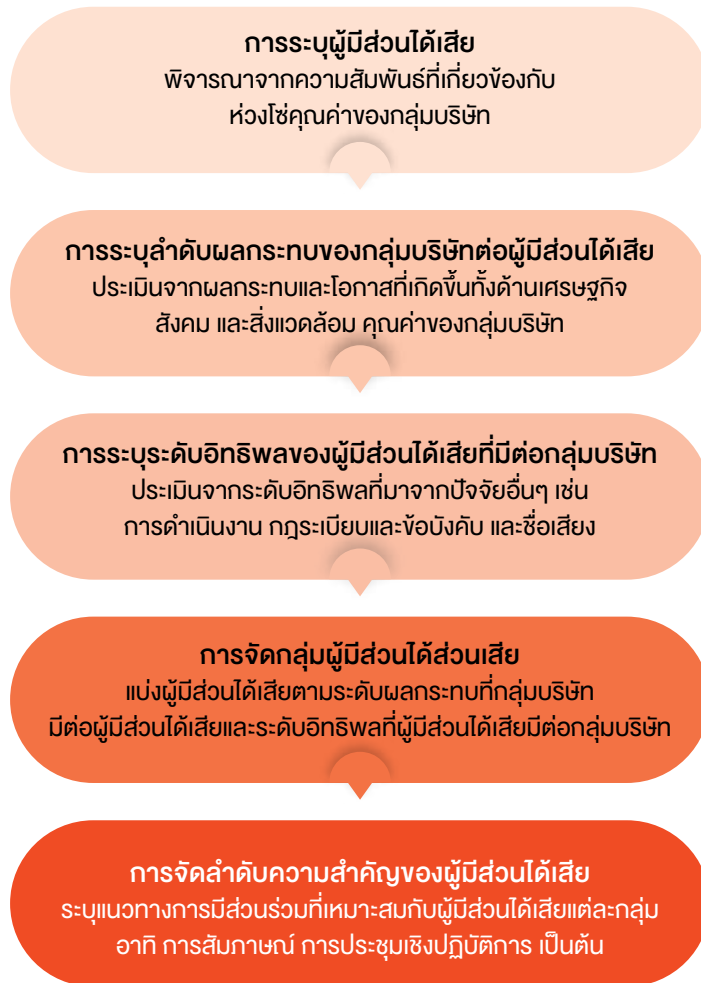 การระบุผู้มีส่วนได้เสีย
พิจารณาจากความสัมพันธ์ที่เกี่ยวข้องกับ
ห่วงโซ่คุณค่าของกลุ่มบริษัท
การระบุลำดับผลกระทบของกลุ่มบริษัทต่อผู้มีส่วนได้เสีย
ประเมินจากผลกระทบและโอกาสที่เกิดขึ้นทั้งด้านเศรษฐกิจ
สังคม และสิ่งแวดล้อม คุณค่าของกลุ่มบริษัท
การระบุระดับอิทธิพลของผู้มีส่วนได้เสียที่มีต่อกลุ่มบริษัท
ประเมินจากระดับอิทธิพลที่มาจากปัจจัยอื่นๆ เช่น
การดำเนินงาน กฎระเบียบและข้อบังคับ และชื่อเสียง
การจัดกลุ่มผู้มีส่วนได้ส่วนเสีย
แบ่งผู้มีส่วนได้เสียตามระดับผลกระทบที่กลุ่มบริษัท
มีต่อผู้มีส่วนได้เสียและระดับอิทธิพลที่ผู้มีส่วนได้เสียมีต่อกลุ่มบริษัท
การจัดลำดับความสำคัญของผู้มีส่วนได้เสีย
ระบุแนวทางการมีส่วนร่วมที่เหมาะสมกับผู้มีส่วนได้เสียแต่ละกลุ่ม
อาทิ การสัมภาษณ์ การประชุมเชิงปฏิบัติการ เป็นต้น